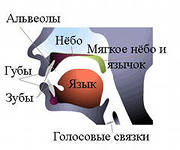 Альвеолы
Нёбо
Мягкое нёбо и
язычок
Губы
Язык
Зубы
Голосовые связки